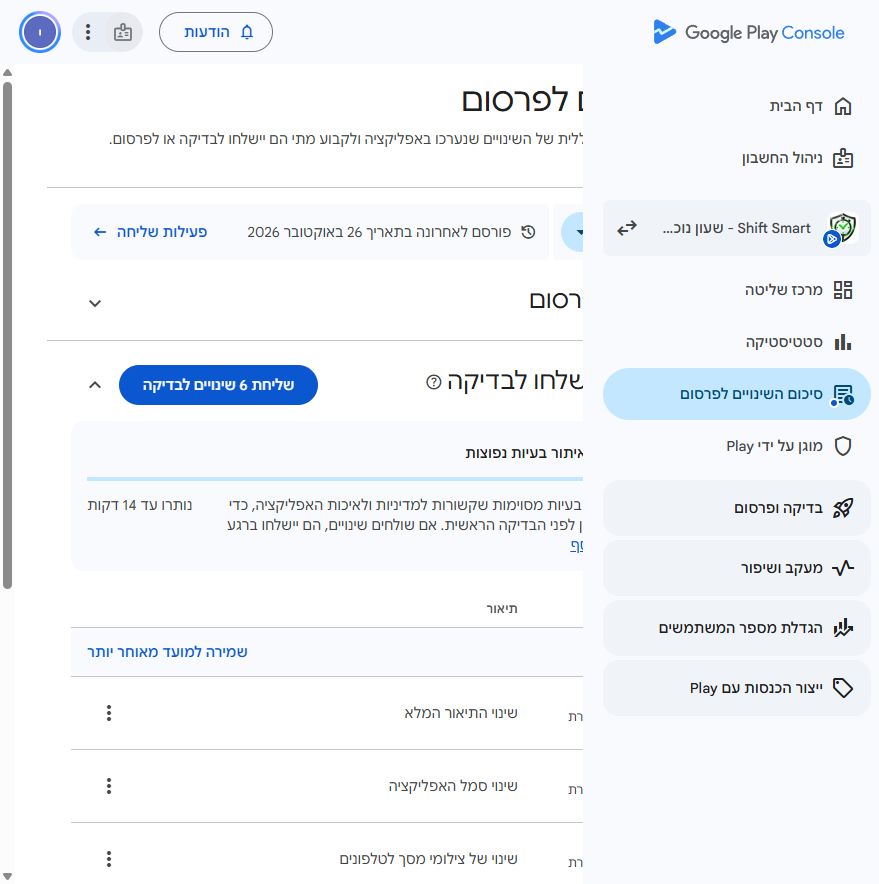 Google Play Console
הודעות
דף הבית
ניהול החשבון
Shift Smart - שעון נוכ...
מרכז שליטה
סטטיסטיקה
סיכום השינויים לפרסום
מוגן על ידי Play
בדיקה ופרסום
מעקב ושיפור
הגדלת מספר המשתמשים
ייצור הכנסות עם Play
ם לפרסום
ללית של השינויים שנערכו באפליקציה ולקבוע מתי הם יישלחו לבדיקה או לפרסום.
פורסם לאחרונה בתאריך 26 באוקטובר 2026
פעילות שליחה
רסום
שלחו לבדיקה
שליחת 6 שינויים לבדיקה
איתור בעיות נפוצות
בעיות מסוימות שקשורות למדיניות ולאיכות האפליקציה, כדי
נותרו עד 14 דקות
ן לפני הבדיקה הראשית. אם שולחים שינויים, הם יישלחו ברגע
סף
תיאור
שמירה למועד מאוחר יותר
רת
שינוי התיאור המלא
רת
שינוי סמל האפליקציה
רת
שינוי של צילומי מסך לטלפונים